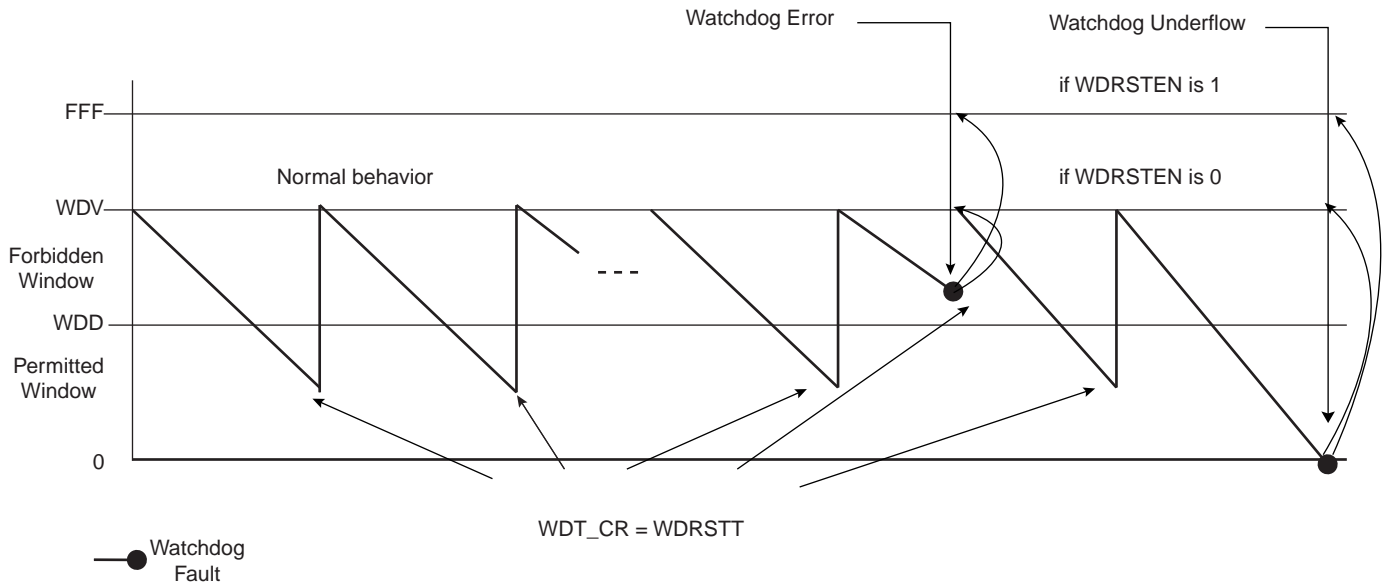 Watchdog Error
Watchdog Underflow
if WDRSTEN is 1
FFF
Normal behavior
if WDRSTEN is 0
WDV
Forbidden
Window
WDD
Permitted
Window
0
WDT_CR = WDRSTT
Watchdog
Fault